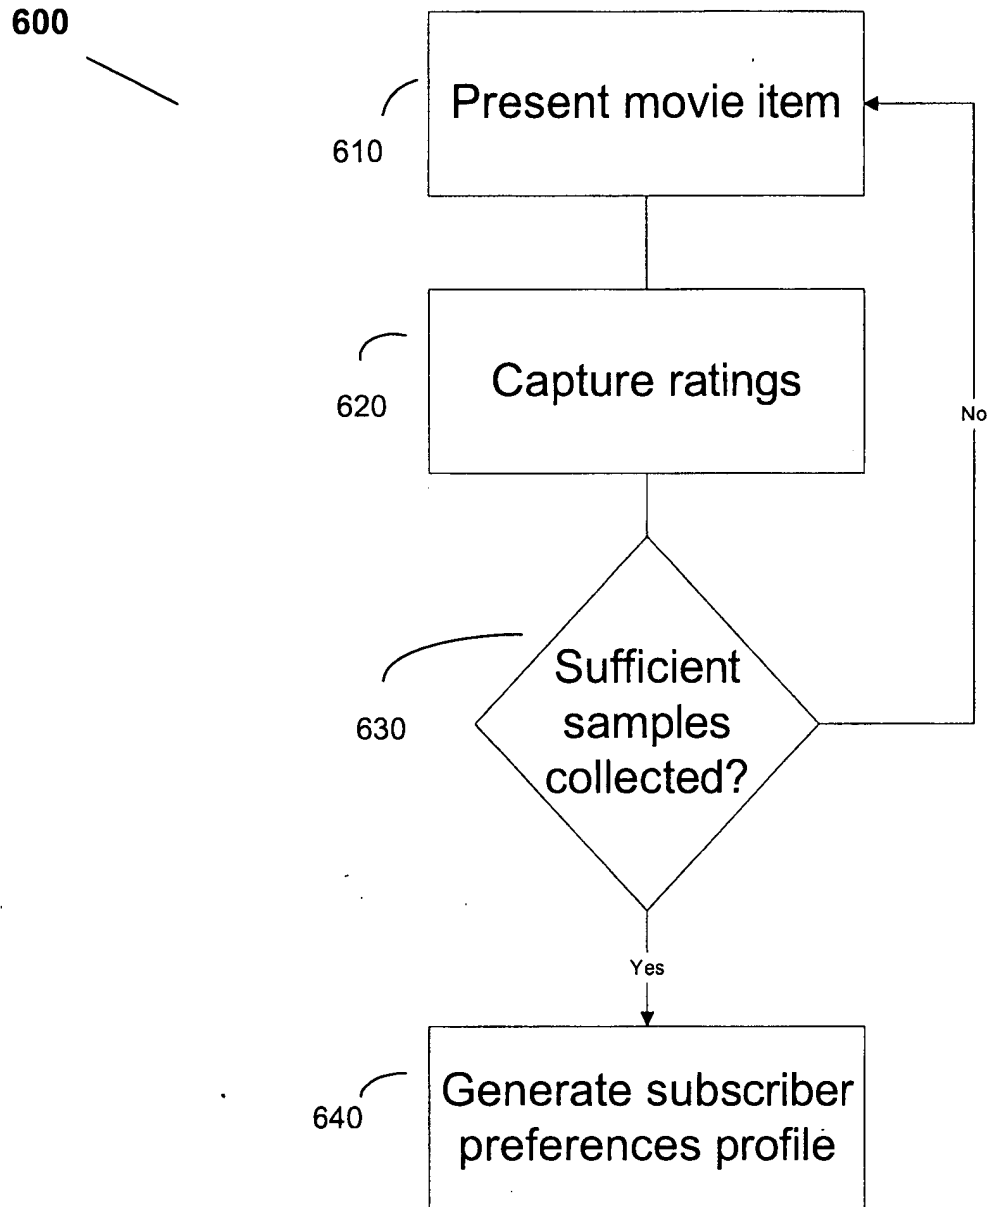 600
Present movie item
610
Capture ratings
620
No
Sufficient
samples
collected?
630
Yes
Generate subscriber
preferences profile
640